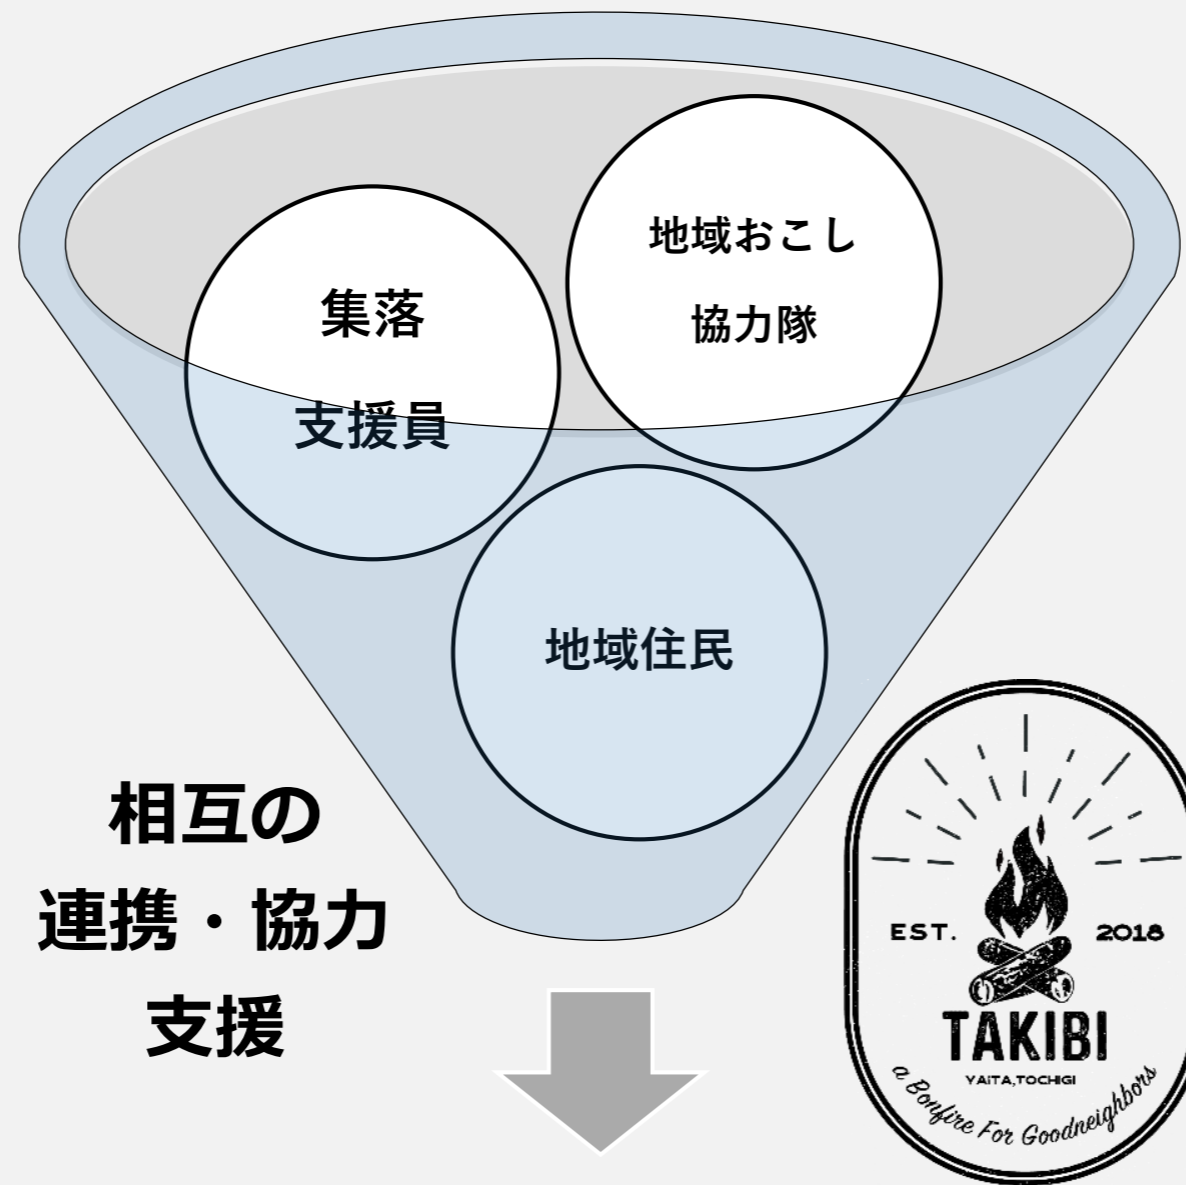 地域おこし
協力隊
集落
支援員
地域住民
相互の
連携・協力
支援
EST. 2018
TAKIBI
YAITA,TOCHIGI
a Bonfire For Goodneighbors